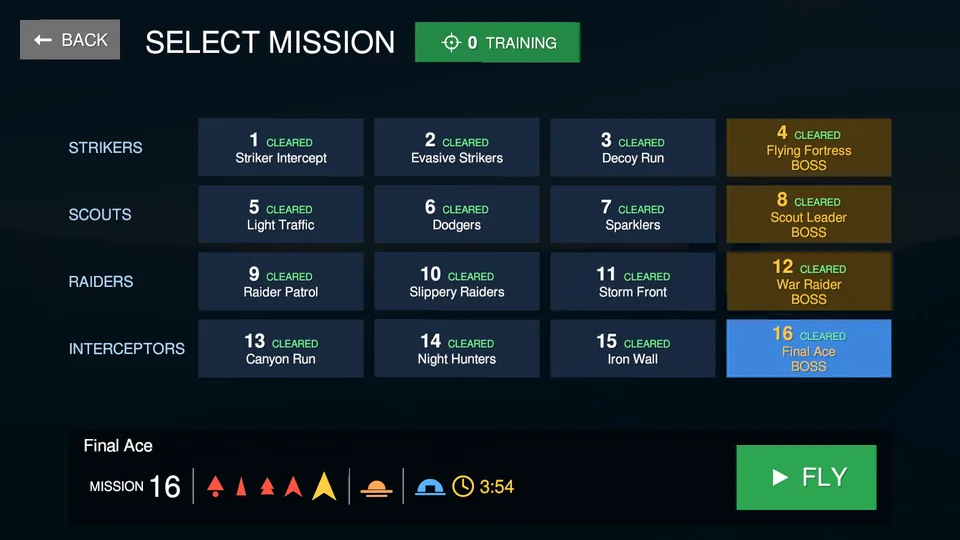 BACK
SELECT MISSION
0 TRAINING
STRIKERS
1 CLEARED
Striker Intercept
2 CLEARED
Evasive Strikers
3 CLEARED
Decoy Run
4 CLEARED
Flying Fortress
BOSS
SCOUTS
5 CLEARED
Light Traffic
6 CLEARED
Dodgers
7 CLEARED
Sparklers
8 CLEARED
Scout Leader
BOSS
RAIDERS
9 CLEARED
Raider Patrol
10 CLEARED
Slippery Raiders
11 CLEARED
Storm Front
12 CLEARED
War Raider
BOSS
INTERCEPTORS
13 CLEARED
Canyon Run
14 CLEARED
Night Hunters
15 CLEARED
Iron Wall
16 CLEARED
Final Ace
BOSS
Final Ace
MISSION 16
3:54
FLY